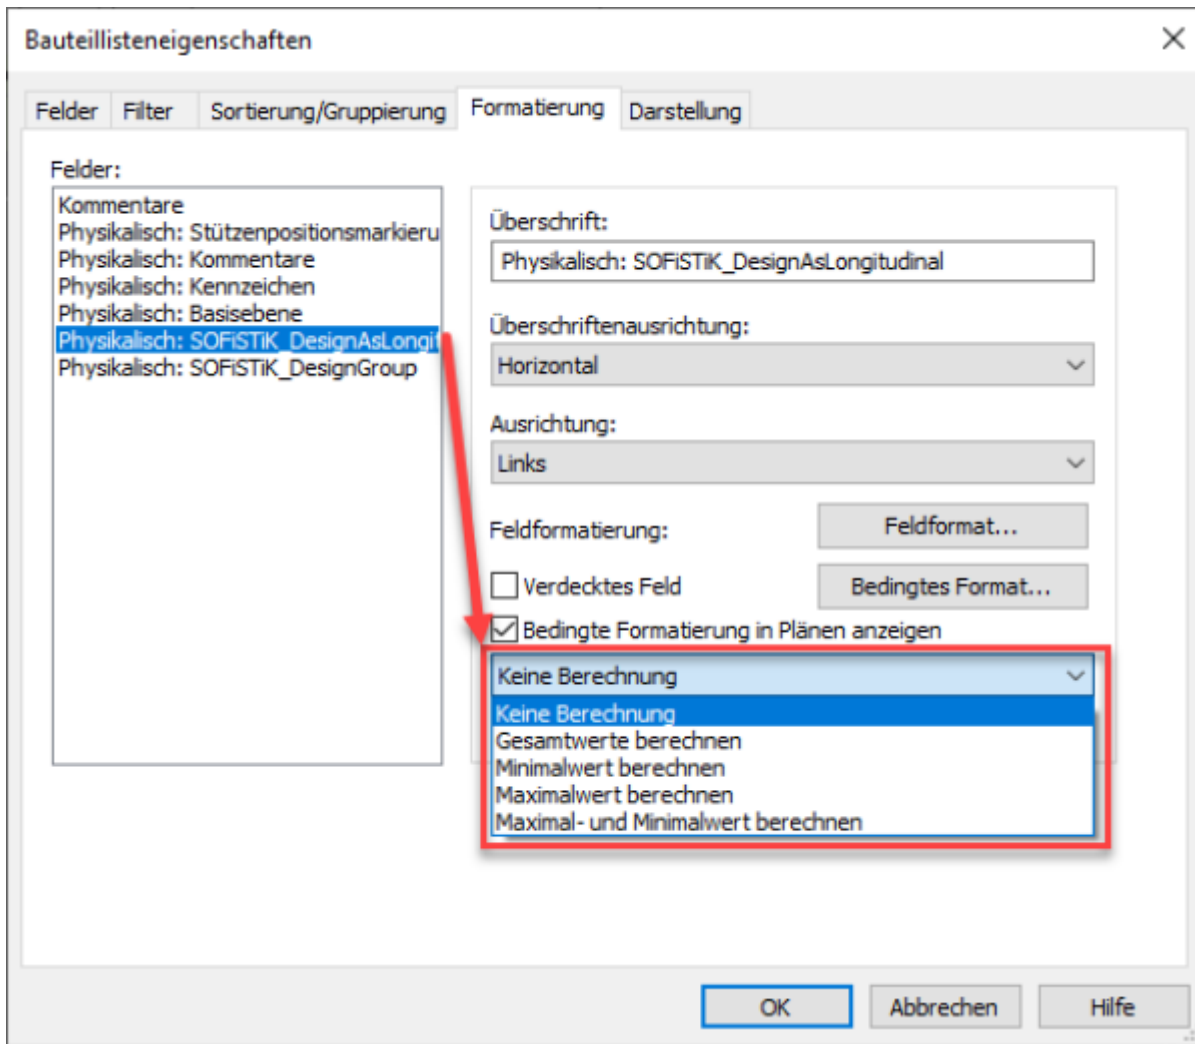 Bauteillisteneigenschaften
Felder Filter Sortierung/Gruppierung Formatierung Darstellung
Felder:
Kommentare
Physikalisch: Stützenpositionsmarkieru
Physikalisch: Kommentare
Physikalisch: Kennzeichen
Physikalisch: Basisebene
Physikalisch: SOFiSTiK_DesignAsLongit
Physikalisch: SOFiSTiK_DesignGroup
Überschrift:
Physikalisch: SOFiSTiK_DesignAsLongitudinal
Überschriftenausrichtung:
Horizontal
Ausrichtung:
Links
Feldformatierung: Feldformat...
Verdecktes Feld Bedingtes Format...
Bedingte Formatierung in Plänen anzeigen
Keine Berechnung
Keine Berechnung
Gesamtwerte berechnen
Minimalwert berechnen
Maximalwert berechnen
Maximal- und Minimalwert berechnen
OK Abbrechen Hilfe